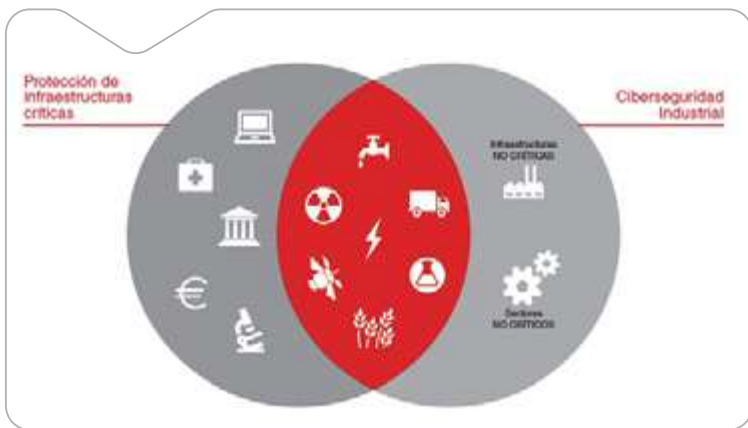 Protección de
infraestructuras
críticas
Ciberseguridad
Industrial
Infraestructuras
NO CRÍTICAS
Sectores
NO CRÍTICOS